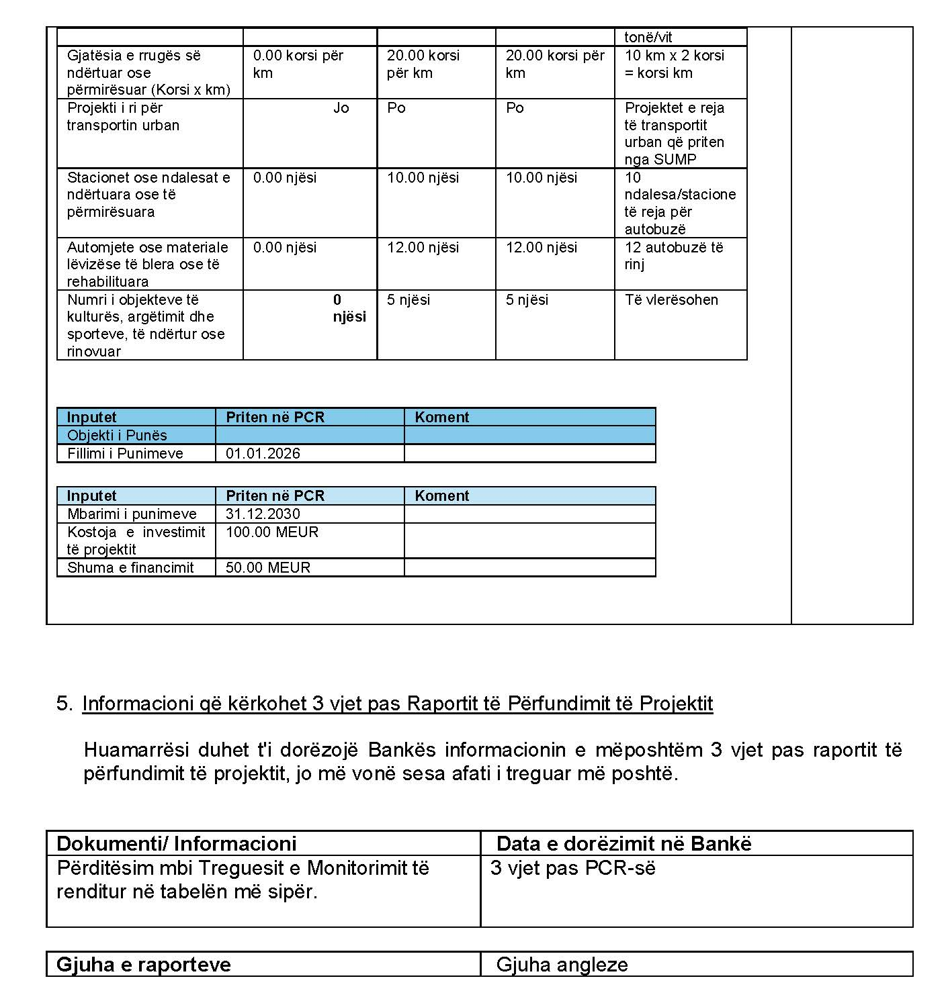 tonë/vit
Gjatësia e rrugës së
ndërtuar ose
përmirësuar (Korsi x km)
0.00 korsi për
km
20.00 korsi
për km
20.00 korsi për
km
10 km x 2 korsi
= korsi km
Projekti i ri për
transportin urban
Jo
Po
Po
Projektet e reja
të transportit
urban që priten
nga SUMP
Stacionet ose ndalesat e
ndërtuara ose të
përmirësuara
0.00 njësi
10.00 njësi
10.00 njësi
10
ndalesa/stacione
të reja për
autobuzë
Automjete ose materiale
lëvizëse të blera ose të
rehabilituara
0.00 njësi
12.00 njësi
12.00 njësi
12 autobuzë të
rinj
Numri i objekteve të
kulturës, argëtimit dhe
sporteve, të ndërtur ose
rinovuar
0
njësi
5 njësi
5 njësi
Të vlerësohen
Inputet
Priten në PCR
Koment
Objekti i Punës
Fillimi i Punimeve
01.01.2026
Inputet
Priten në PCR
Koment
Mbarimi i punimeve
31.12.2030
Kostoja e investimit
të projektit
100.00 MEUR
Shuma e financimit
50.00 MEUR
5. Informacioni që kërkohet 3 vjet pas Raportit të Përfundimit të Projektit
Huamarrësi duhet t'i dorëzojë Bankës informacionin e mëposhtëm 3 vjet pas raportit të
përfundimit të projektit, jo më vonë sesa afati i treguar më poshtë.
Dokumenti/ Informacioni
Data e dorëzimit në Bankë
Përditësim mbi Treguesit e Monitorimit të
renditur në tabelën më sipër.
3 vjet pas PCR-së
Gjuha e raporteve
Gjuha angleze